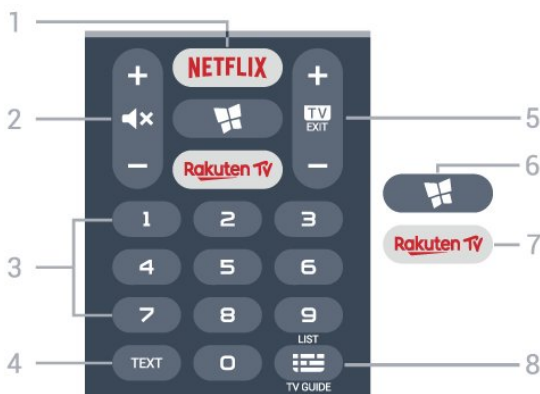 1
NETFLIX
+ +
2
TV
EXIT
5
- -
6
Rakuten TV
Rakuten TV
7
1 2 3
3
4 5 6
7 8 9
LIST
4
TEXT
0
8
TV GUIDE